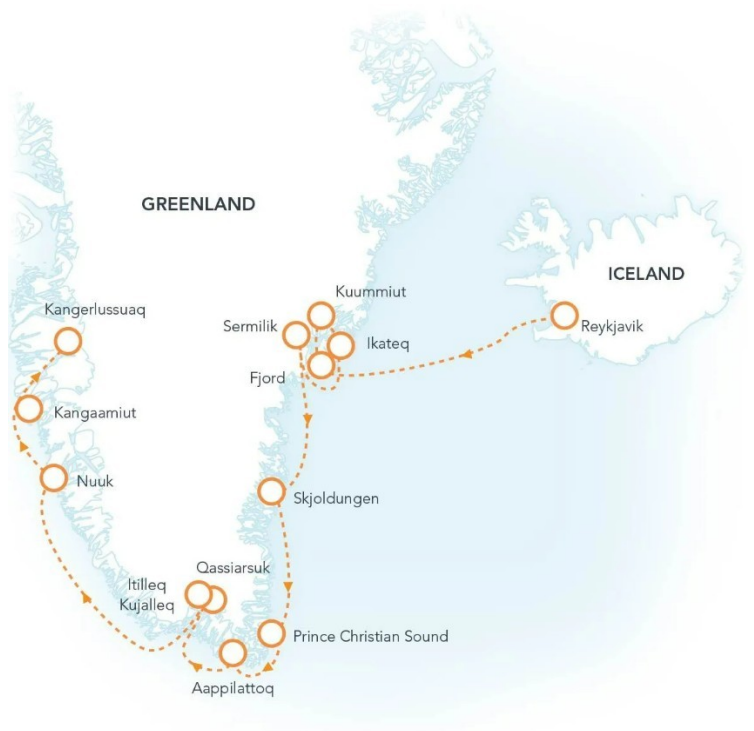 GREENLAND
ICELAND
Kuummiut
Kangerlussuaq
Sermilik
Ikateq
Reykjavik
Fjord
Kangaamiut
Nuuk
Skjoldungen
Qassiarsuk
Itilleq
Kujalleq
Prince Christian Sound
Aappilattoq